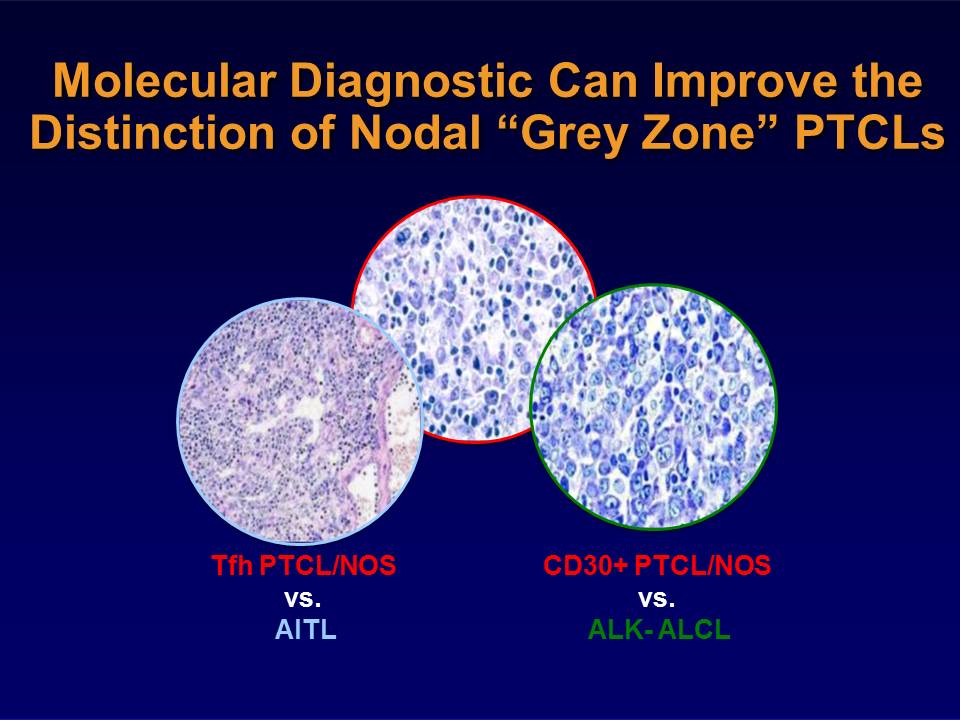 Molecular Diagnostic Can Improve the
Distinction of Nodal “Grey Zone” PTCLs
Tfh PTCL/NOS
vs.
AITL
CD30+ PTCL/NOS
vs.
ALK- ALCL